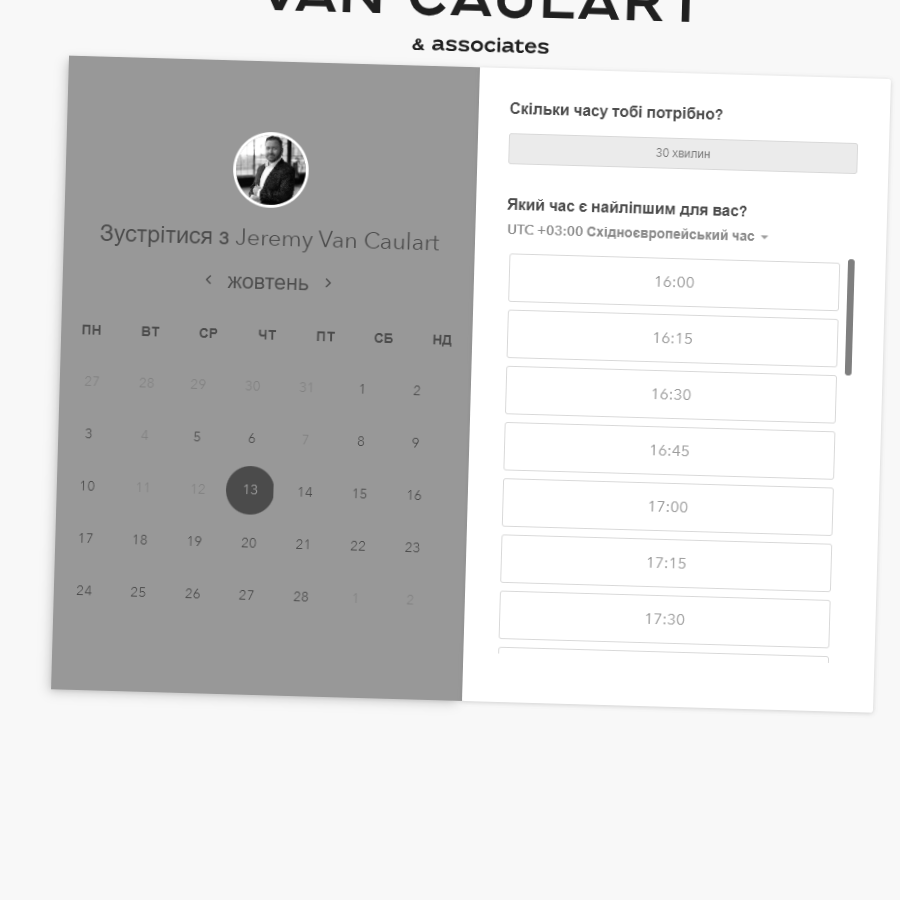 VAN CAULART
& associates
Зустрітися з Jeremy Van Caulart
жовтень
ПН ВТ СР ЧТ ПТ СБ НД
27 28 29 30 31 1 2
3 4 5 6 7 8 9
10 11 12 13 14 15 16
17 18 19 20 21 22 23
24 25 26 27 28 1 2
Скільки часу тобі потрібно?
30 хвилин
Який час є найліпшим для вас?
UTC +03:00 Східноєвропейський час
16:00
16:15
16:30
16:45
17:00
17:15
17:30